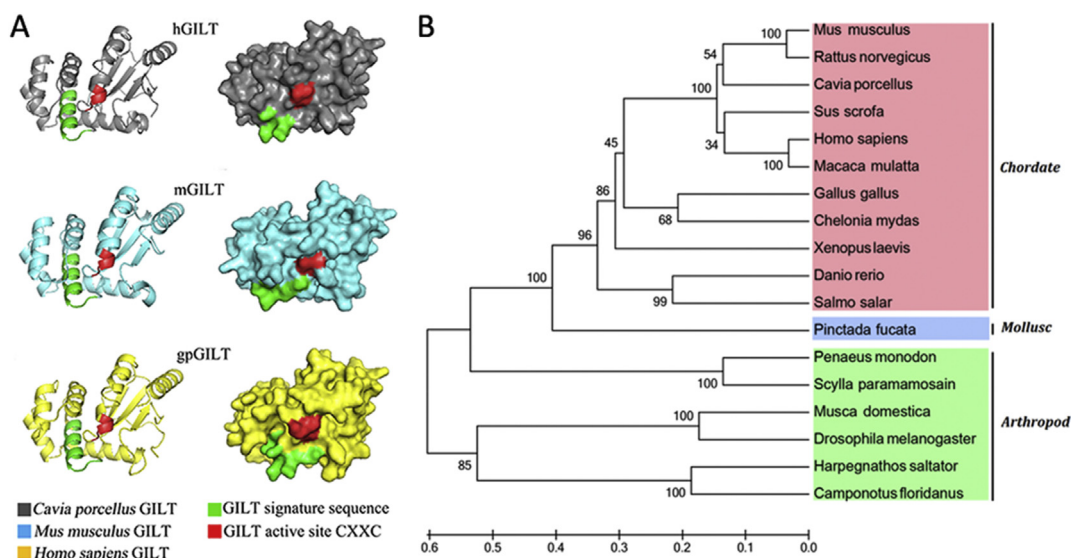 A
hGILT
mGILT
gpGILT
Cavia porcellus GILT
Mus musculus GILT
Homo sapiens GILT
GILT signature sequence
GILT active site CXXC
B
Mus musculus
Rattus norvegicus
Cavia porcellus
Sus scrofa
Homo sapiens
Macaca mulatta
Gallus gallus
Chelonia mydas
Xenopus laevis
Danio rerio
Salmo salar
Pinctada fucata
Penaeus monodon
Scylla paramamosain
Musca domestica
Drosophila melanogaster
Harpegnathos saltator
Camponotus floridanus
Chordate
Mollusc
Arthropod
100
54
100
34
100
45
86
68
96
99
100
100
100
85
100
0.6 0.5 0.4 0.3 0.2 0.1 0.0